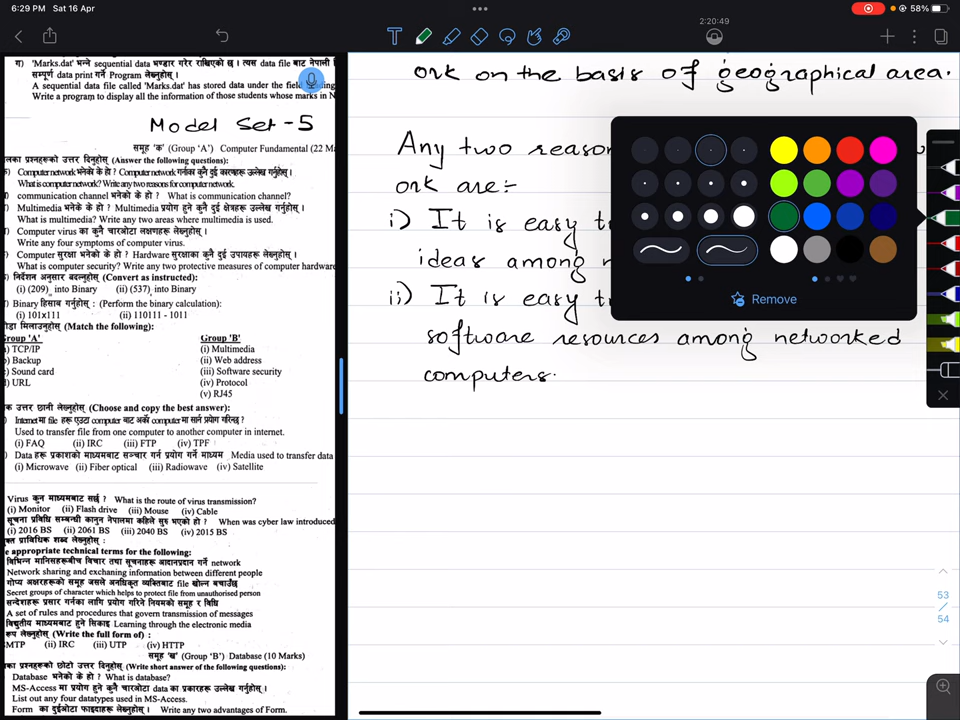 6:29 PM Sat 16 Apr
2:20:49
58%
ग) 'Marks.dat' भन्ने sequential data भण्डार गरेर राखिएको छ । त्यस data file बाट नेपाली
सम्पूर्ण data print गर्ने Program लेख्नुहोस् ।
A sequential data file called 'Marks.dat' has stored data under the field
Write a program to display all the information of those students whose marks in N
Model Set-5
समूह 'क' (Group 'A') Computer Fundamental (22 Ma
प्रश्नहरूको उत्तर दिनुहोस् (Answer the following questions):
Computer network भनेको के हो ? Computer network गर्नाका कुनै दुई कारणहरू उल्लेख गर्नुहोस् ।
What is computer network? Write any two reasons for computer network.
communication channel भनेको के हो ? What is communication channel?
Multimedia भनेके के हो ? Multimedia प्रयोग हुने कुनै दुई क्षेत्रहरू उल्लेख गर्नुहोस् ।
What is multimedia? Write any two areas where multimedia is used.
Computer virus का कुनै चारओटा लक्षणहरू लेख्नुहोस् ।
Write any four symptoms of computer virus.
Computer सुरक्षा भनेको के हो ? Hardware सुरक्षाका कुनै दुई उपायहरू लेख्नुहोस् ।
What is computer security? Write any two protective measures of computer hardware
निर्देशन अनुसार बदल्नुहोस् (Convert as instructed):
(i) (209) into Binary (ii) (537) into Binary
Binary हिसाब गर्नुहोस् : (Perform the binary calculation):
(i) 101x111 (ii) 110111 - 1011
जोडा मिलाउनुहोस् (Match the following):
Group 'A' Group 'B'
TCP/IP (i) Multimedia
Backup (ii) Web address
Sound card (iii) Software security
URL (iv) Protocol
(v) RJ45
उत्तर छानी लेख्नुहोस् (Choose and copy the best answer):
Internet मा file हरू एउटा computer बाट अर्को computer मा सार्न प्रयोग गरिन्छ ?
Used to transfer file from one computer to another computer in internet.
(i) FAQ (ii) IRC (iii) FTP (iv) TPF
Data हरू प्रकाशको माध्यमबाट सञ्चार गर्न प्रयोग गर्ने माध्यम Media used to transfer data
(i) Microwave (ii) Fiber optical (iii) Radiowave (iv) Satellite
Virus कुन माध्यमबाट सर्छ ? What is the route of virus transmission?
(i) Monitor (ii) Flash drive (iii) Mouse (iv) Cable
सूचना प्रविधि सम्बन्धी कानुन नेपालमा कहिले सुरु भएको हो ? When was cyber law introduced
(i) 2016 BS (ii) 2061 BS (iii) 2040 BS (iv) 2015 BS
प्राविधिक शब्द लेख्नुहोस् :
e appropriate technical terms for the following:
विभिन्न मानिसहरूबीच विचार तथा सूचनाहरू आदानप्रदान गर्ने network
Network sharing and exchaning information between different people
गोप्य अक्षरहरूको समूह जसले अनधिकृत व्यक्तिबाट file खोल्न बचाउँछ
Secret groups of character which helps to protect file from unauthorised person
सन्देशहरू प्रसार गर्नका लागि प्रयोग गरिने नियमको समूह र विधि
A set of rules and procedures that govern transmission of messages
विद्युतीय माध्यमबाट हुने सिकाइ Learning through the electronic media
रूप लेख्नुहोस् (Write the full form of) :
SMTP (ii) IRC (iii) UTP (iv) HTTP
समूह 'ख' (Group 'B') Database (10 Marks)
प्रश्नहरूको छोटो उत्तर दिनुहोस् (Write short answer of the following questions):
Database भनेको के हो ? What is database?
MS-Access मा प्रयोग हुने कुनै चारओटा data का प्रकारहरू उल्लेख गर्नुहोस् ।
List out any four datatypes used in MS-Access.
Form का दुईओटा फाइदाहरू लेख्नुहोस् । Write any two advantages of Form.
ork on the basis of geographical area.
Any two reaso
ork are:-
i) It is easy t
ideas among
ii) It is easy t
software resources among networked
computers.
Remove
53
54